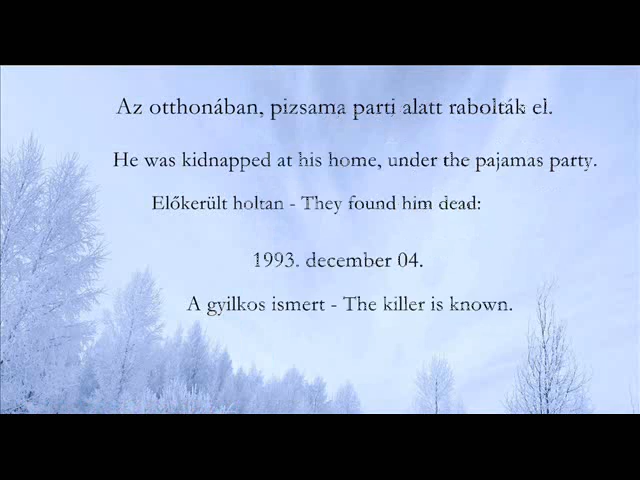 Az otthonában, pizsama parti alatt rabolták el.
He was kidnapped at his home, under the pajamas party.
Előkerült holtan - They found him dead:
1993. december 04.
A gyilkos ismert - The killer is known.